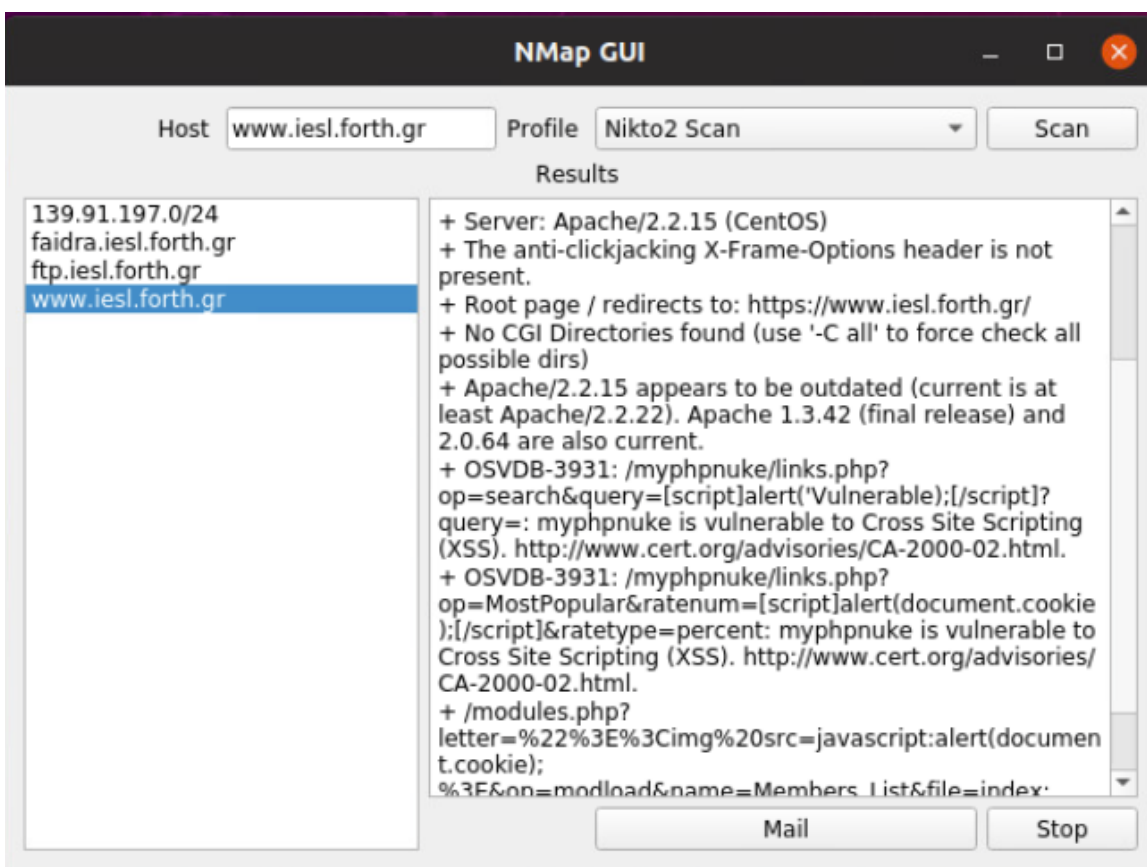 NMap GUI
Host www.iesl.forth.gr Profile Nikto2 Scan Scan
Results
139.91.197.0/24
faidra.iesl.forth.gr
ftp.iesl.forth.gr
www.iesl.forth.gr
+ Server: Apache/2.2.15 (CentOS)
+ The anti-clickjacking X-Frame-Options header is not
present.
+ Root page / redirects to: https://www.iesl.forth.gr/
+ No CGI Directories found (use '-C all' to force check all
possible dirs)
+ Apache/2.2.15 appears to be outdated (current is at
least Apache/2.2.22). Apache 1.3.42 (final release) and
2.0.64 are also current.
+ OSVDB-3931: /myphpnuke/links.php?
op=search&query=[script]alert('Vulnerable);[/script]?
query=: myphpnuke is vulnerable to Cross Site Scripting
(XSS). http://www.cert.org/advisories/CA-2000-02.html.
+ OSVDB-3931: /myphpnuke/links.php?
op=MostPopular&ratenum=[script]alert(document.cookie
);[/script]&ratetype=percent: myphpnuke is vulnerable to
Cross Site Scripting (XSS). http://www.cert.org/advisories/
CA-2000-02.html.
+ /modules.php?
letter=%22%3E%3Cimg%20src=javascript:alert(documen
t.cookie);
%3E&op=modload&name=Members_List&file=index:
Mail Stop